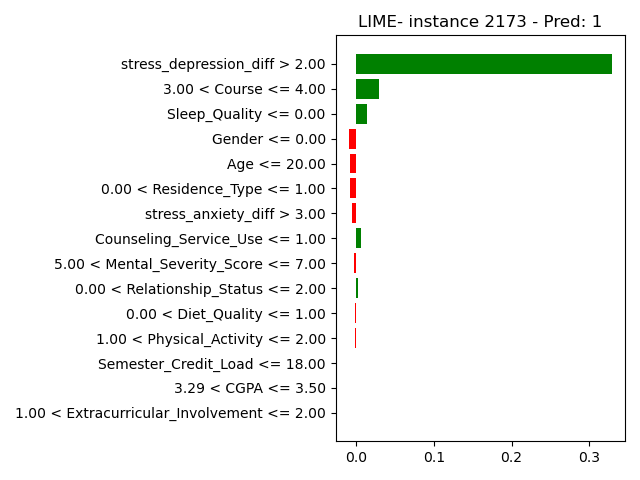 LIME- instance 2173 - Pred: 1
stress_depression_diff > 2.00
3.00 < Course <= 4.00
Sleep_Quality <= 0.00
Gender <= 0.00
Age <= 20.00
0.00 < Residence_Type <= 1.00
stress_anxiety_diff > 3.00
Counseling_Service_Use <= 1.00
5.00 < Mental_Severity_Score <= 7.00
0.00 < Relationship_Status <= 2.00
0.00 < Diet_Quality <= 1.00
1.00 < Physical_Activity <= 2.00
Semester_Credit_Load <= 18.00
3.29 < CGPA <= 3.50
1.00 < Extracurricular_Involvement <= 2.00
0.0 0.1 0.2 0.3